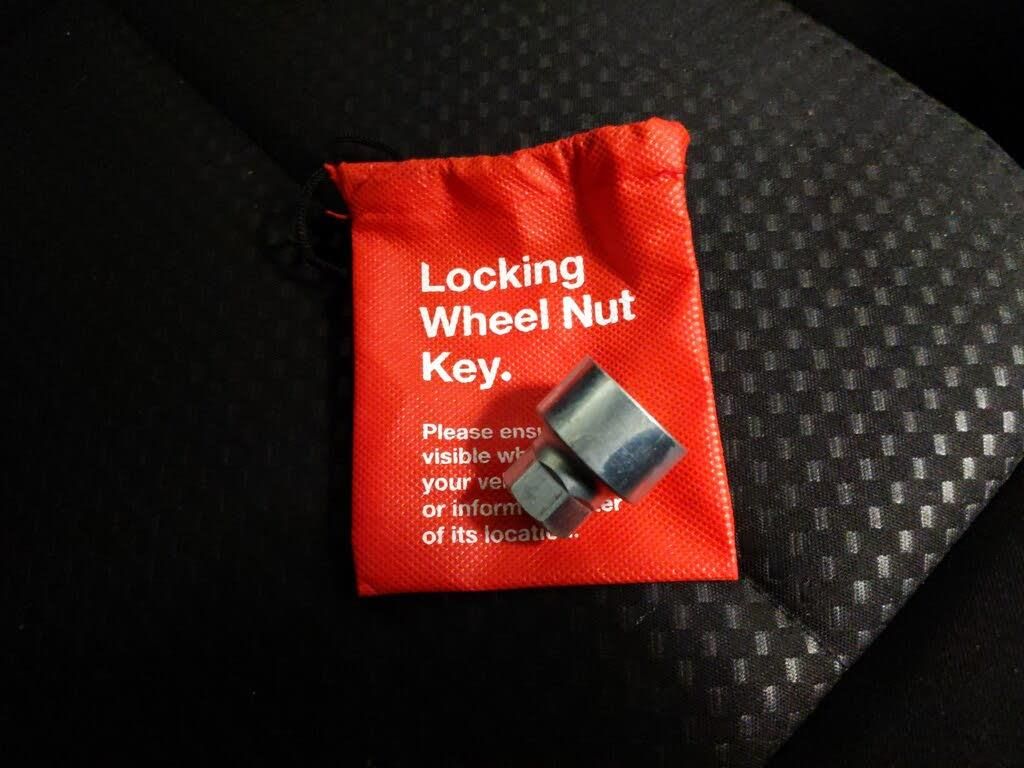 Locking
Wheel Nut
Key.
Please
visible
your
or
of its